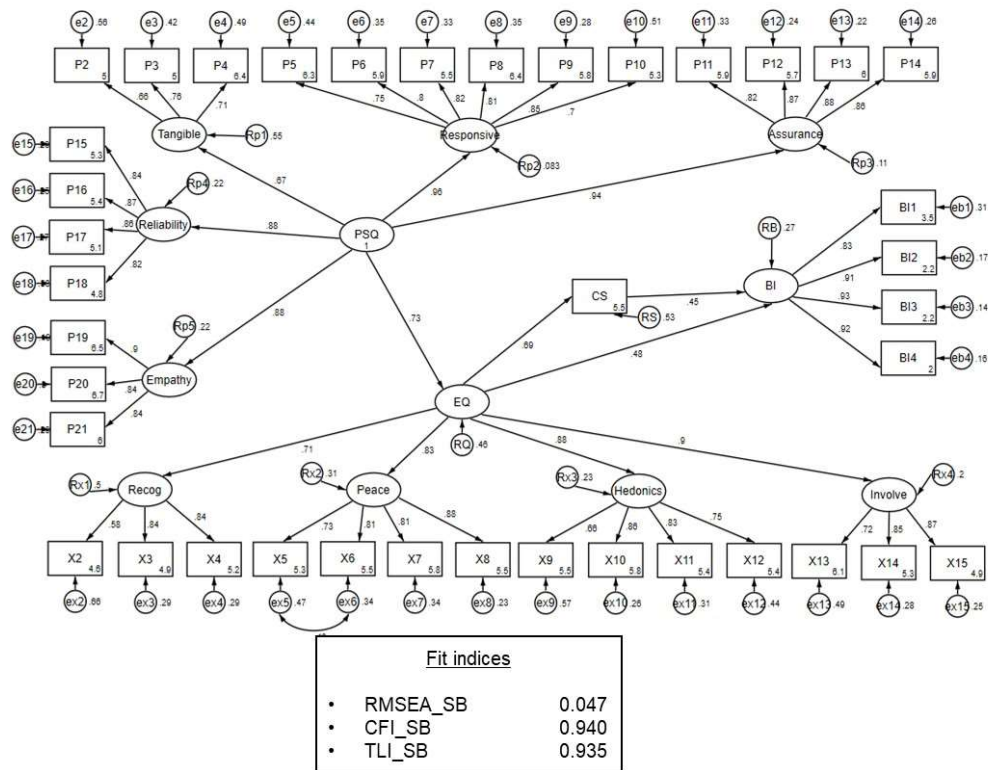 e2 .56 e3 .42 e4 .49 e5 .44 e6 .35 e7 .33 e8 .35 e9 .28 e10 .51 e11 .33 e12 .24 e13 .22 e14 .26
P2 5 P3 5 P4 6.4 P5 6.3 P6 5.9 P7 5.5 P8 6.4 P9 5.8 P10 5.3 P11 5.9 P12 5.7 P13 6 P14 5.9
.66 .76 .71 .75 .8 .82 .81 .85 .7 .82 .87 .88 .86
Tangible Rp1 .55 Responsive Rp2 .083 Assurance Rp3 .11
e15 P15 5.3 .84
e16 P16 5.4 .87 Rp4 .22
e17 P17 5.1 .86 Reliability
e18 P18 4.8 .82
.67 .96 .94
.88 PSQ 1
.88 .73
RB .27 BI1 3.5 eb1 .31
.83
BI2 2.2 eb2 .17
.91
CS 5.5 .45 BI
RS .53
BI3 2.2 eb3 .14
.93
.69 .48 .92
BI4 2 eb4 .16
e19 P19 6.5 .9 Rp5 .22
e20 P20 6.7 .84 Empathy
e21 P21 6 .84
EQ
RQ .46
.71 .83 .88 .9
Rx1 .5 Recog Rx2 .31 Peace Rx3 .23 Hedonics Rx4 .2 Involve
.58 .84 .84 .73 .81 .81 .88 .66 .86 .83 .75 .72 .85 .87
X2 4.6 X3 4.9 X4 5.2 X5 5.3 X6 5.5 X7 5.8 X8 5.5 X9 5.5 X10 5.8 X11 5.4 X12 5.4 X13 6.1 X14 5.3 X15 4.9
ex2 .66 ex3 .29 ex4 .29 ex5 .47 ex6 .34 ex7 .34 ex8 .23 ex9 .57 ex10 .26 ex11 .31 ex12 .44 ex13 .49 ex14 .28 ex15 .25
Fit indices
• RMSEA_SB 0.047
• CFI_SB 0.940
• TLI_SB 0.935